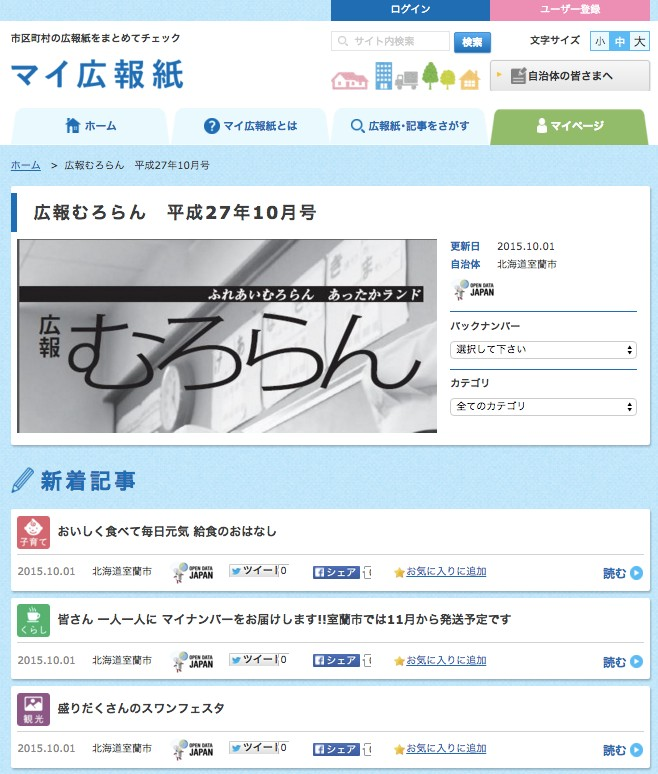 ログイン
ユーザー登録
市区町村の広報紙をまとめてチェック
マイ広報紙
サイト内検索
検索
文字サイズ
小
中
大
自治体の皆さまへ
ホーム
マイ広報紙とは
広報紙・記事をさがす
マイページ
ホーム > 広報むろらん 平成27年10月号
広報むろらん 平成27年10月号
ふれあいむろらん あったかランド
広報
むろらん
更新日 2015.10.01
自治体 北海道室蘭市
OPEN DATA
JAPAN
バックナンバー
選択して下さい
カテゴリ
全てのカテゴリ
新着記事
子育て
おいしく食べて毎日元気 給食のおはなし
2015.10.01 北海道室蘭市
OPEN DATA
JAPAN
ツイート
0
シェア
お気に入りに追加
読む
くらし
皆さん 一人一人に マイナンバーをお届けします!!室蘭市では11月から発送予定です
2015.10.01 北海道室蘭市
OPEN DATA
JAPAN
ツイート
0
シェア
お気に入りに追加
読む
観光
盛りだくさんのスワンフェスタ
2015.10.01 北海道室蘭市
OPEN DATA
JAPAN
ツイート
0
シェア
お気に入りに追加
読む